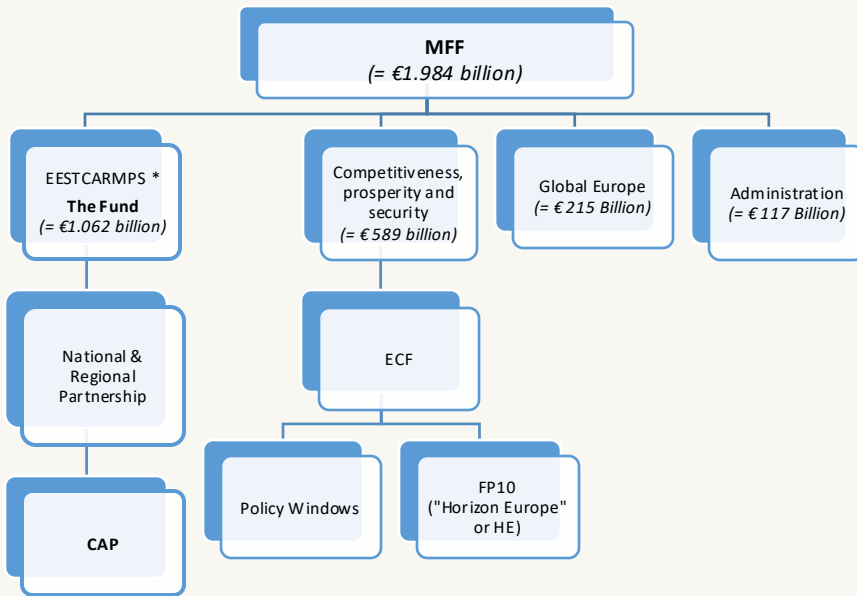 MFF
(= €1.984 billion)
EESTCARMPS *
The Fund
(= €1.062 billion)
Competitiveness,
prosperity and
security
(= € 589 billion)
Global Europe
(= € 215 Billion)
Administration
(= € 117 Billion)
National &
Regional
Partnership
ECF
CAP
Policy Windows
FP10
("Horizon Europe"
or HE)